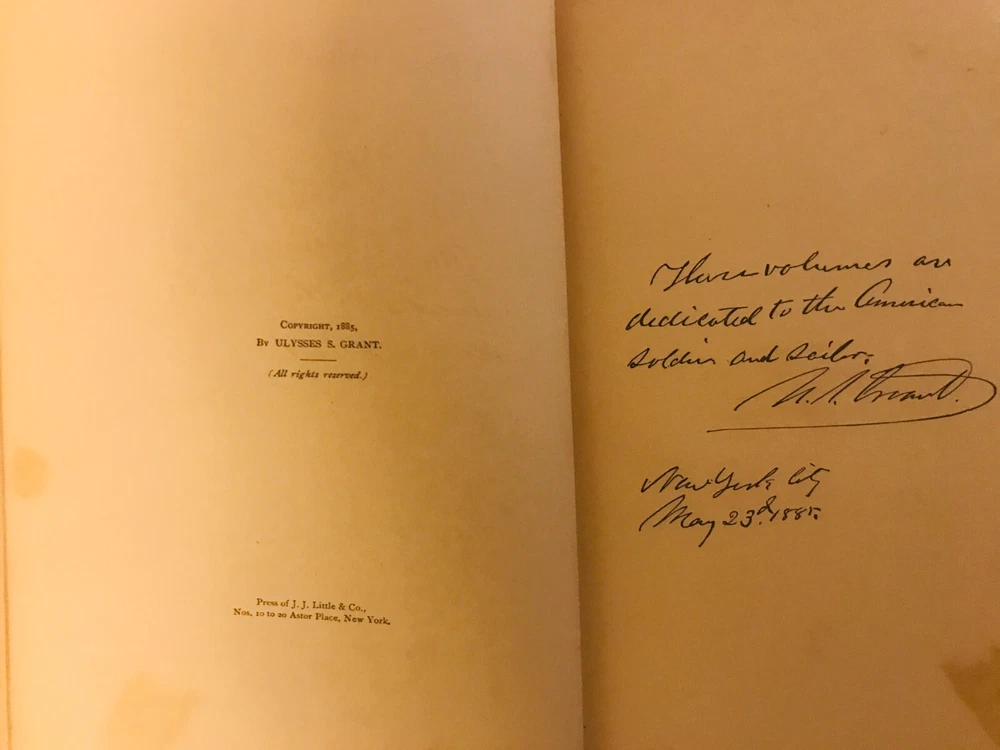 COPYRIGHT, 1885,
BY ULYSSES S. GRANT.
(All rights reserved.)
Press of J. J. Little & Co.,
Nos. 10 to 20 Astor Place, New York.
These volumes are
dedicated to the American
soldier and sailor.
U. S. Grant.
New York City
May 23d. 1885.